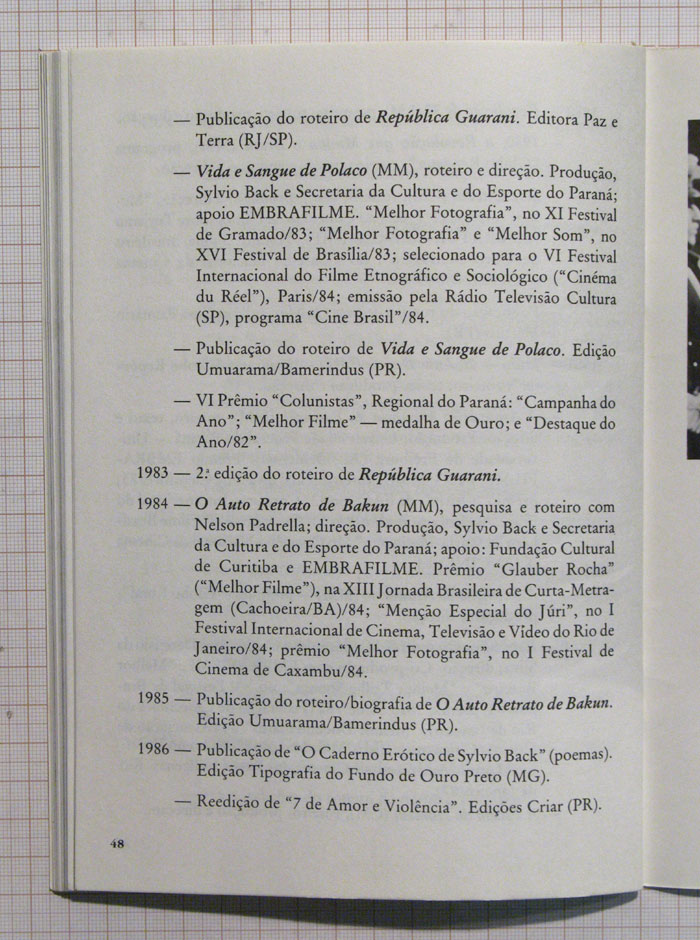 — Publicação do roteiro de República Guarani. Editora Paz e
Terra (RJ/SP).
— Vida e Sangue de Polaco (MM), roteiro e direção. Produção,
Sylvio Back e Secretaria da Cultura e do Esporte do Paraná;
apoio EMBRAFILME. “Melhor Fotografia”, no XI Festival
de Gramado/83; “Melhor Fotografia” e “Melhor Som”, no
XVI Festival de Brasília/83; selecionado para o VI Festival
Internacional do Filme Etnográfico e Sociológico (“Cinéma
du Réel”), Paris/84; emissão pela Rádio Televisão Cultura
(SP), programa “Cine Brasil”/84.
— Publicação do roteiro de Vida e Sangue de Polaco. Edição
Umuarama/Bamerindus (PR).
— VI Prêmio “Colunistas”, Regional do Paraná: “Campanha do
Ano”; “Melhor Filme” — medalha de Ouro; e “Destaque do
Ano/82”.
1983 — 2.ª edição do roteiro de República Guarani.
1984 — O Auto Retrato de Bakun (MM), pesquisa e roteiro com
Nelson Padrella; direção. Produção, Sylvio Back e Secretaria
da Cultura e do Esporte do Paraná; apoio: Fundação Cultural
de Curitiba e EMBRAFILME. Prêmio “Glauber Rocha”
(“Melhor Filme”), na XIII Jornada Brasileira de Curta-Metra-
gem (Cachoeira/BA)/84; “Menção Especial do Júri”, no I
Festival Internacional de Cinema, Televisão e Vídeo do Rio de
Janeiro/84; prêmio “Melhor Fotografia”, no I Festival de
Cinema de Caxambu/84.
1985 — Publicação do roteiro/biografia de O Auto Retrato de Bakun.
Edição Umuarama/Bamerindus (PR).
1986 — Publicação de “O Caderno Erótico de Sylvio Back” (poemas).
Edição Tipografia do Fundo de Ouro Preto (MG).
— Reedição de “7 de Amor e Violência”. Edições Criar (PR).
48